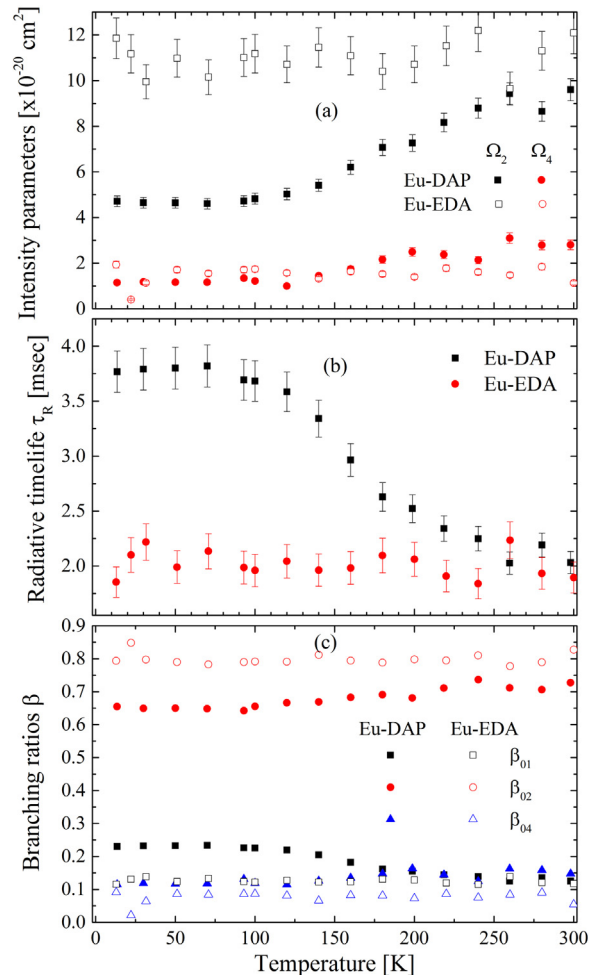 12
10
8
6
4
2
0
Intensity parameters [x10⁻²⁰ cm²]
(a)
Ω₂ Ω₄
Eu-DAP
Eu-EDA
4.0
3.5
3.0
2.5
2.0
Radiative timelife τ_R [msec]
(b)
Eu-DAP
Eu-EDA
0.9
0.8
0.7
0.6
0.5
0.4
0.3
0.2
0.1
0.0
Branching ratios β
(c)
Eu-DAP Eu-EDA
β₀₁
β₀₂
β₀₄
0 50 100 150 200 250 300
Temperature [K]